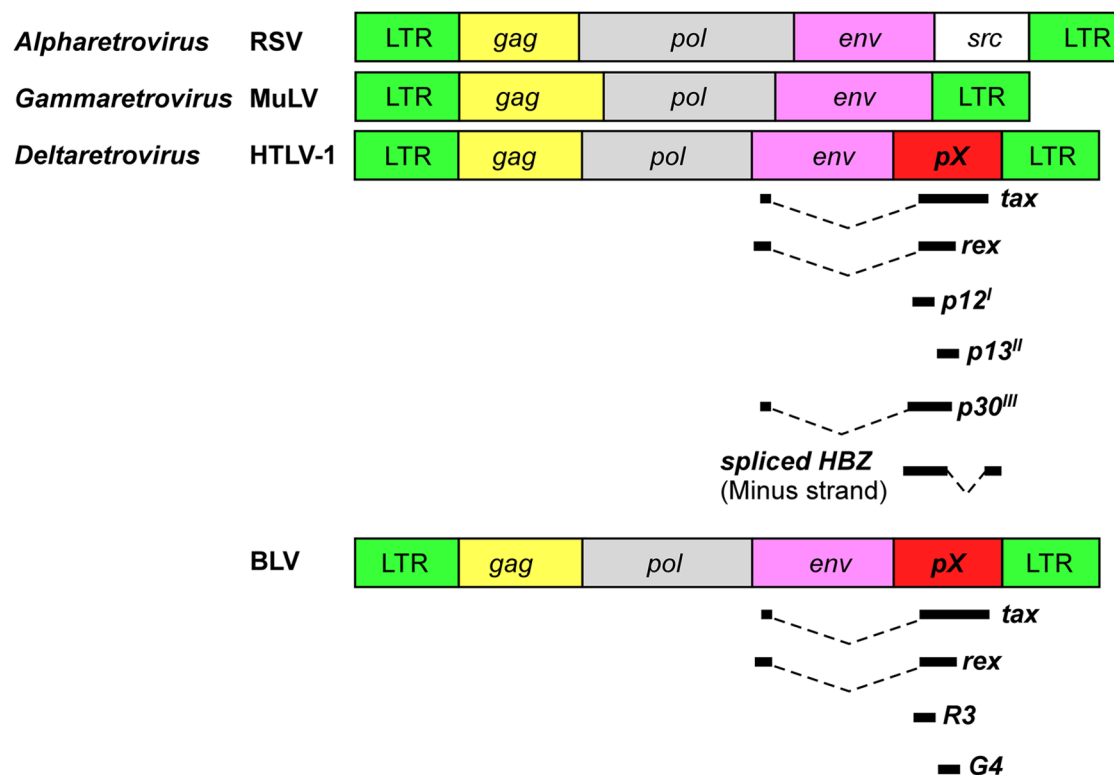 Alpharetrovirus RSV LTR gag pol env src LTR
Gammaretrovirus MuLV LTR gag pol env LTR
Deltaretrovirus HTLV-1 LTR gag pol env pX LTR
tax
rex
p12I
p13II
p30III
spliced HBZ
(Minus strand)
BLV LTR gag pol env pX LTR
tax
rex
R3
G4